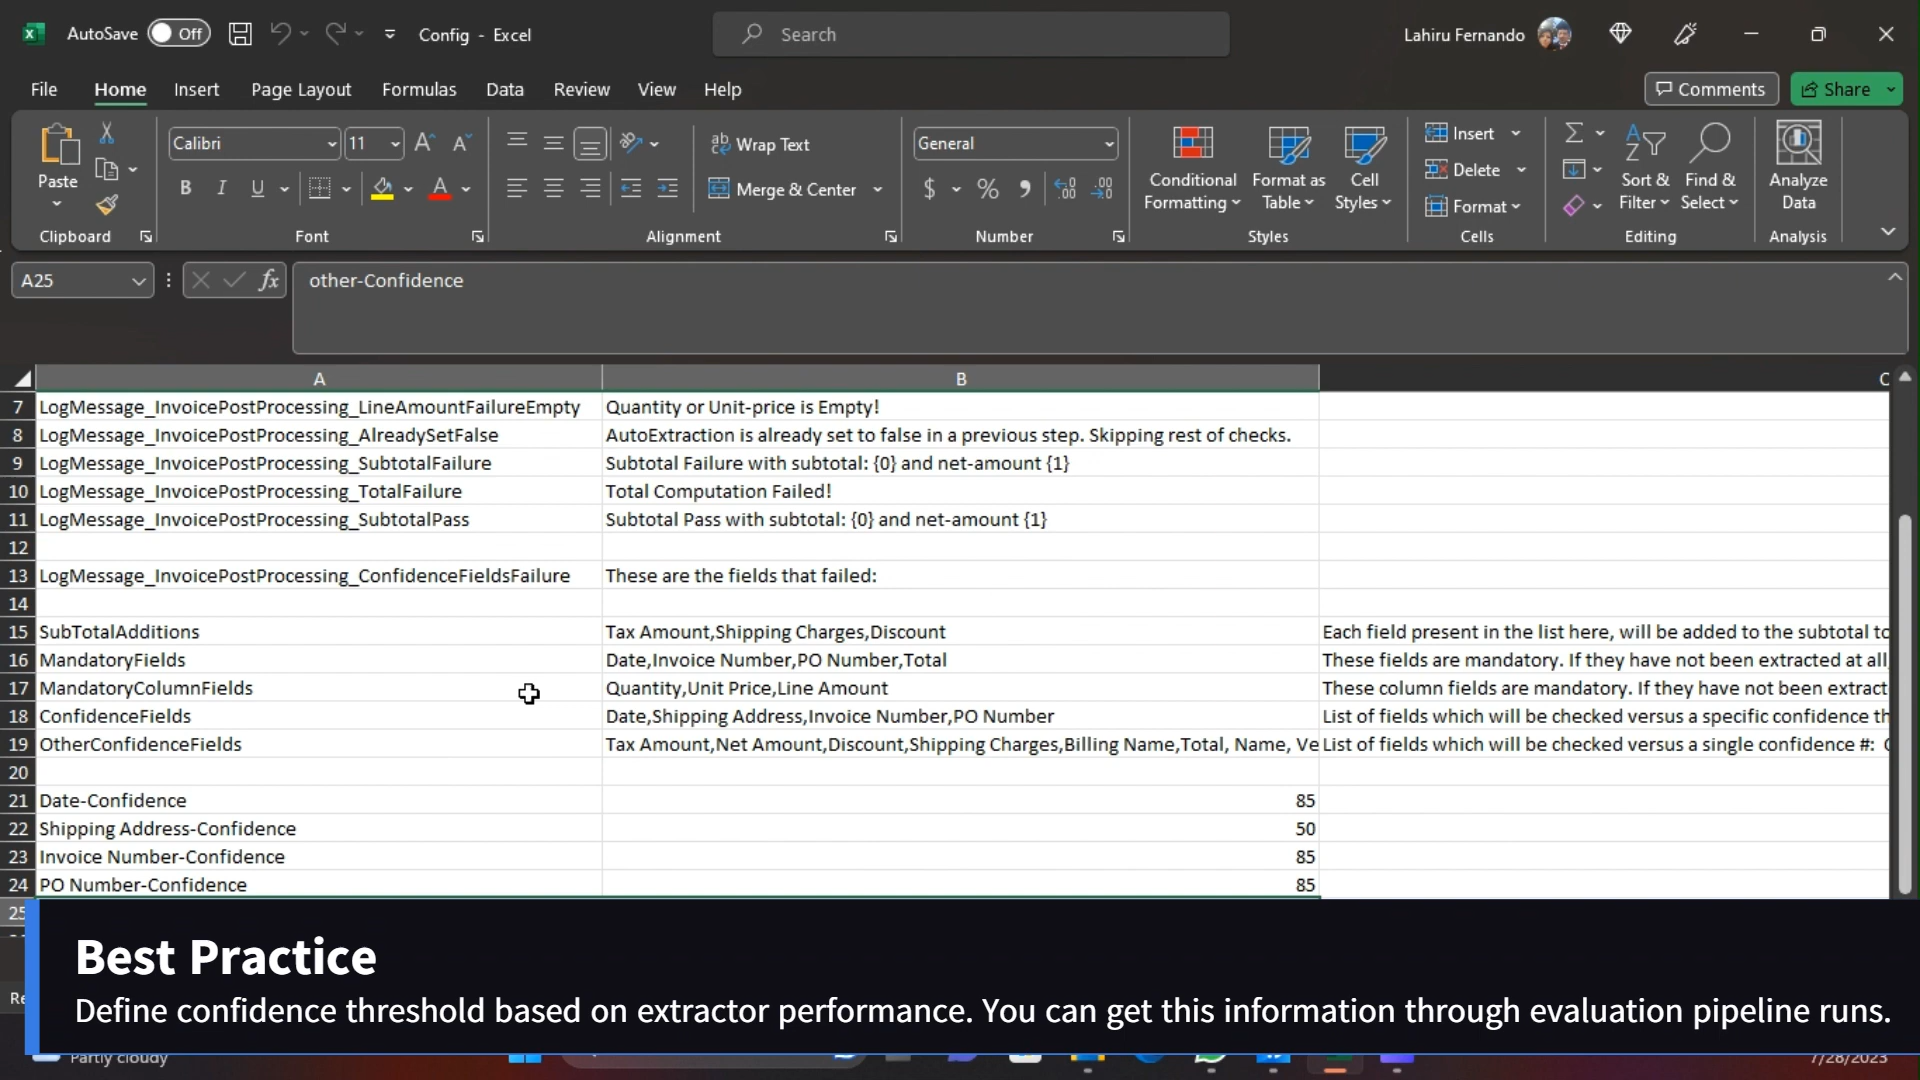 AutoSave Off Config - Excel Search Lahiru Fernando
File Home Insert Page Layout Formulas Data Review View Help Comments Share
Paste Calibri 11 Wrap Text General Conditional Formatting Format as Table Cell Styles Insert Sort & Filter Find & Select Analyze Data
B I U Merge & Center $ % Delete
Format
Clipboard Font Alignment Number Styles Cells Editing Analysis
A25 fx other-Confidence
A B C
7 LogMessage_InvoicePostProcessing_LineAmountFailureEmpty Quantity or Unit-price is Empty!
8 LogMessage_InvoicePostProcessing_AlreadySetFalse AutoExtraction is already set to false in a previous step. Skipping rest of checks.
9 LogMessage_InvoicePostProcessing_SubtotalFailure Subtotal Failure with subtotal: {0} and net-amount {1}
10 LogMessage_InvoicePostProcessing_TotalFailure Total Computation Failed!
11 LogMessage_InvoicePostProcessing_SubtotalPass Subtotal Pass with subtotal: {0} and net-amount {1}
12
13 LogMessage_InvoicePostProcessing_ConfidenceFieldsFailure These are the fields that failed:
14
15 SubTotalAdditions Tax Amount,Shipping Charges,Discount Each field present in the list here, will be added to the subtotal to
16 MandatoryFields Date,Invoice Number,PO Number,Total These fields are mandatory. If they have not been extracted at all,
17 MandatoryColumnFields Quantity,Unit Price,Line Amount These column fields are mandatory. If they have not been extract
18 ConfidenceFields Date,Shipping Address,Invoice Number,PO Number List of fields which will be checked versus a specific confidence th
19 OtherConfidenceFields Tax Amount,Net Amount,Discount,Shipping Charges,Billing Name,Total, Name, Ve List of fields which will be checked versus a single confidence #:
20
21 Date-Confidence 85
22 Shipping Address-Confidence 50
23 Invoice Number-Confidence 85
24 PO Number-Confidence 85
25
Best Practice
Define confidence threshold based on extractor performance. You can get this information through evaluation pipeline runs.
Partly cloudy 7/28/2023